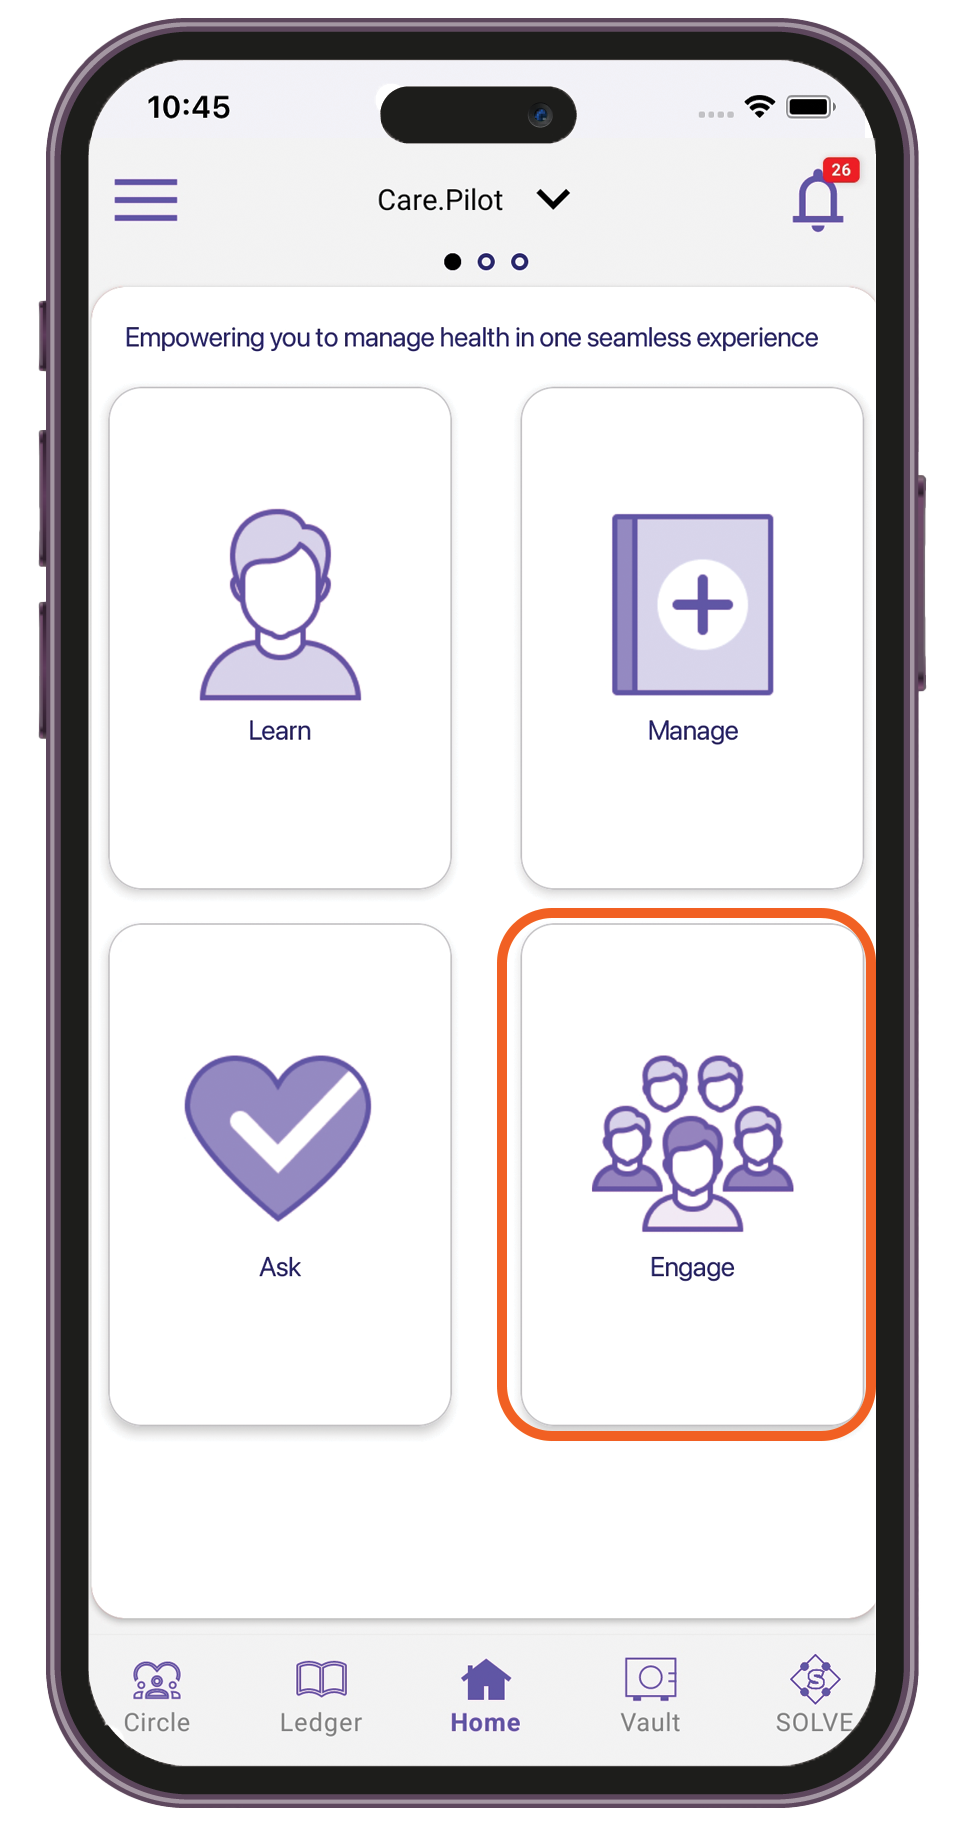 10:45
26
Care.Pilot
Empowering you to manage health in one seamless experience
Learn
Manage
Ask
Engage
Circle
Ledger
Home
Vault
S
SOLVE